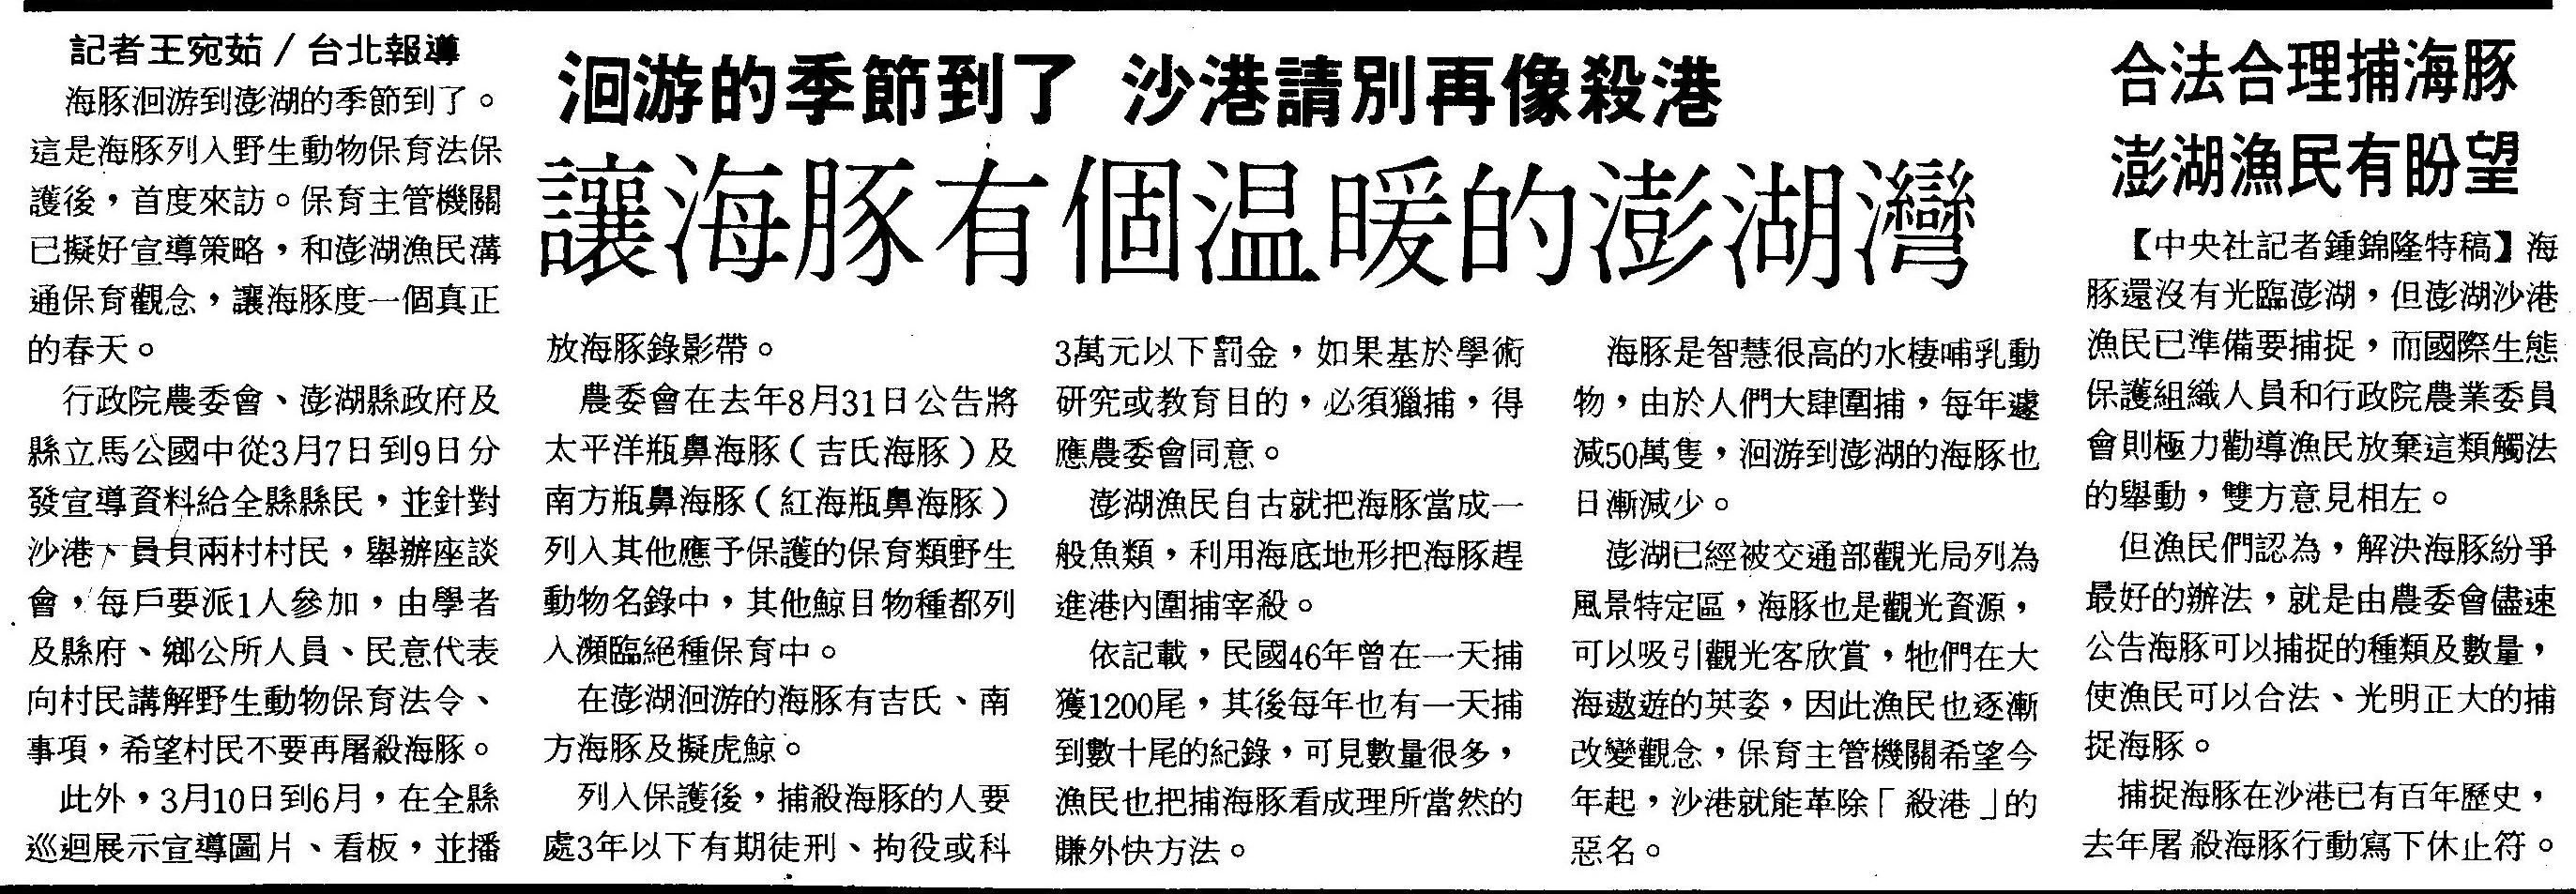 洄游的季節到了 沙港請別再像殺港
讓海豚有個温暖的澎湖灣
記者王宛茹/台北報導
海豚洄游到澎湖的季節到了。
這是海豚列入野生動物保育法保
護後，首度來訪。保育主管機關
已擬好宣導策略，和澎湖漁民溝
通保育觀念，讓海豚度一個真正
的春天。
行政院農委會、澎湖縣政府及
縣立馬公國中從3月7日到9日分
發宣導資料給全縣縣民，並針對
沙港、員貝兩村村民，舉辦座談
會，每戶要派1人參加，由學者
及縣府、鄉公所人員、民意代表
向村民講解野生動物保育法令、
事項，希望村民不要再屠殺海豚。
此外，3月10日到6月，在全縣
巡迴展示宣導圖片、看板，並播
放海豚錄影帶。
農委會在去年8月31日公告將
太平洋瓶鼻海豚（吉氏海豚）及
南方瓶鼻海豚（紅海瓶鼻海豚）
列入其他應予保護的保育類野生
動物名錄中，其他鯨目物種都列
入瀕臨絕種保育中。
在澎湖洄游的海豚有吉氏、南
方海豚及擬虎鯨。
列入保護後，捕殺海豚的人要
處3年以下有期徒刑、拘役或科
3萬元以下罰金，如果基於學術
研究或教育目的，必須獵捕，得
應農委會同意。
澎湖漁民自古就把海豚當成一
般魚類，利用海底地形把海豚趕
進港內圍捕宰殺。
依記載，民國46年曾在一天捕
獲1200尾，其後每年也有一天捕
到數十尾的紀錄，可見數量很多，
漁民也把捕海豚看成理所當然的
賺外快方法。
海豚是智慧很高的水棲哺乳動
物，由於人們大肆圍捕，每年遽
減50萬隻，洄游到澎湖的海豚也
日漸減少。
澎湖已經被交通部觀光局列為
風景特定區，海豚也是觀光資源，
可以吸引觀光客欣賞，牠們在大
海遨遊的英姿，因此漁民也逐漸
改變觀念，保育主管機關希望今
年起，沙港就能革除「殺港」的
惡名。
合法合理捕海豚
澎湖漁民有盼望
【中央社記者鍾錦隆特稿】海
豚還沒有光臨澎湖，但澎湖沙港
漁民已準備要捕捉，而國際生態
保護組織人員和行政院農業委員
會則極力勸導漁民放棄這類觸法
的舉動，雙方意見相左。
但漁民們認為，解決海豚紛爭
最好的辦法，就是由農委會儘速
公告海豚可以捕捉的種類及數量，
使漁民可以合法、光明正大的捕
捉海豚。
捕捉海豚在沙港已有百年歷史，
去年屠殺海豚行動寫下休止符。